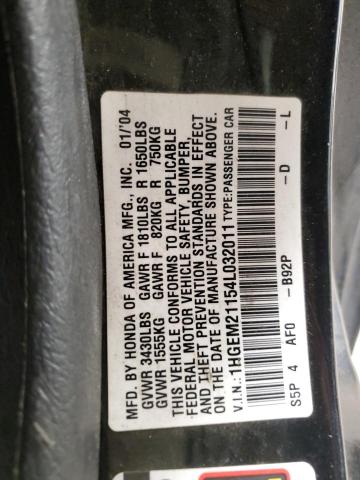 MFD. BY HONDA OF AMERICA MFG., INC. 01/'04
GVWR 3430LBS GAWR F 1810LBS R 1650LBS
GVWR 1555KG GAWR F 820KG R 750KG
THIS VEHICLE CONFORMS TO ALL APPLICABLE
FEDERAL MOTOR VEHICLE SAFETY, BUMPER,
AND THEFT PREVENTION STANDARDS IN EFFECT
ON THE DATE OF MANUFACTURE SHOWN ABOVE.
V.I.N.: 1HGEM21154L032011 TYPE:PASSENGER CAR
S5P 4 AF0 -B92P -D -L